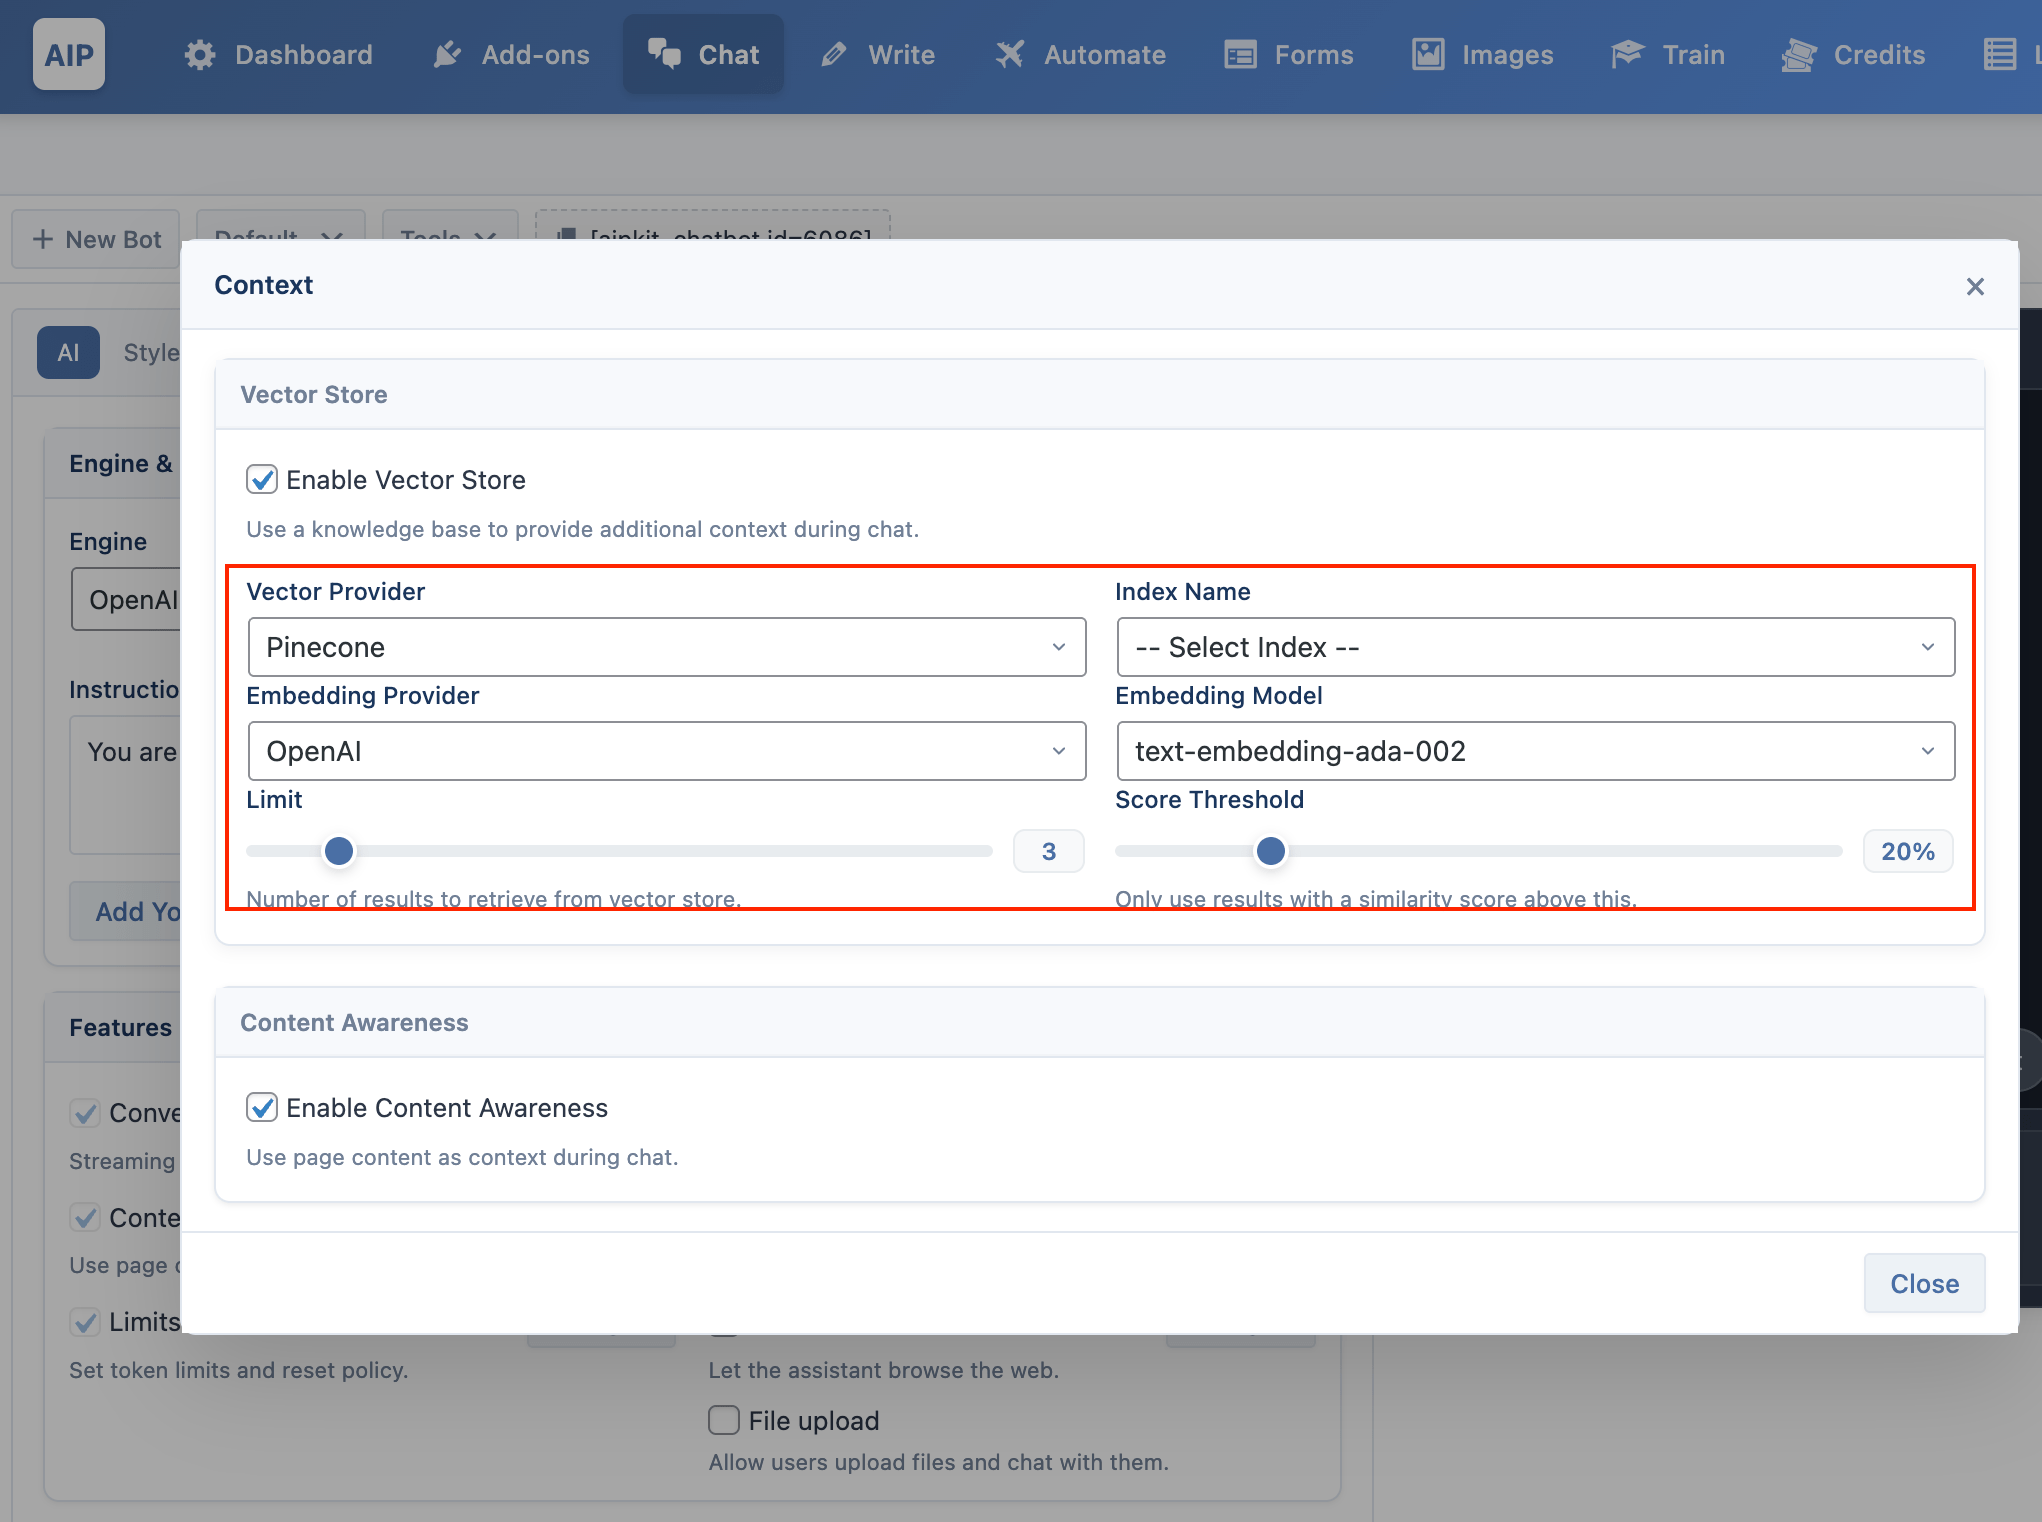 AIP
Dashboard
Add-ons
Chat
Write
Automate
Forms
Images
Train
Credits
+ New Bot
Default
Tools
[aipkit_chatbot id=6086]
Context
×
AI
Style
Vector Store
Engine &
Enable Vector Store
Use a knowledge base to provide additional context during chat.
Engine
OpenAI
Vector Provider
Index Name
Pinecone
-- Select Index --
Embedding Provider
Embedding Model
OpenAI
text-embedding-ada-002
Limit
Score Threshold
3
20%
Number of results to retrieve from vector store.
Only use results with a similarity score above this.
You are
Content Awareness
Features
Enable Content Awareness
Use page content as context during chat.
Streaming
Use page
Limits
Close
Set token limits and reset policy.
Let the assistant browse the web.
File upload
Allow users upload files and chat with them.